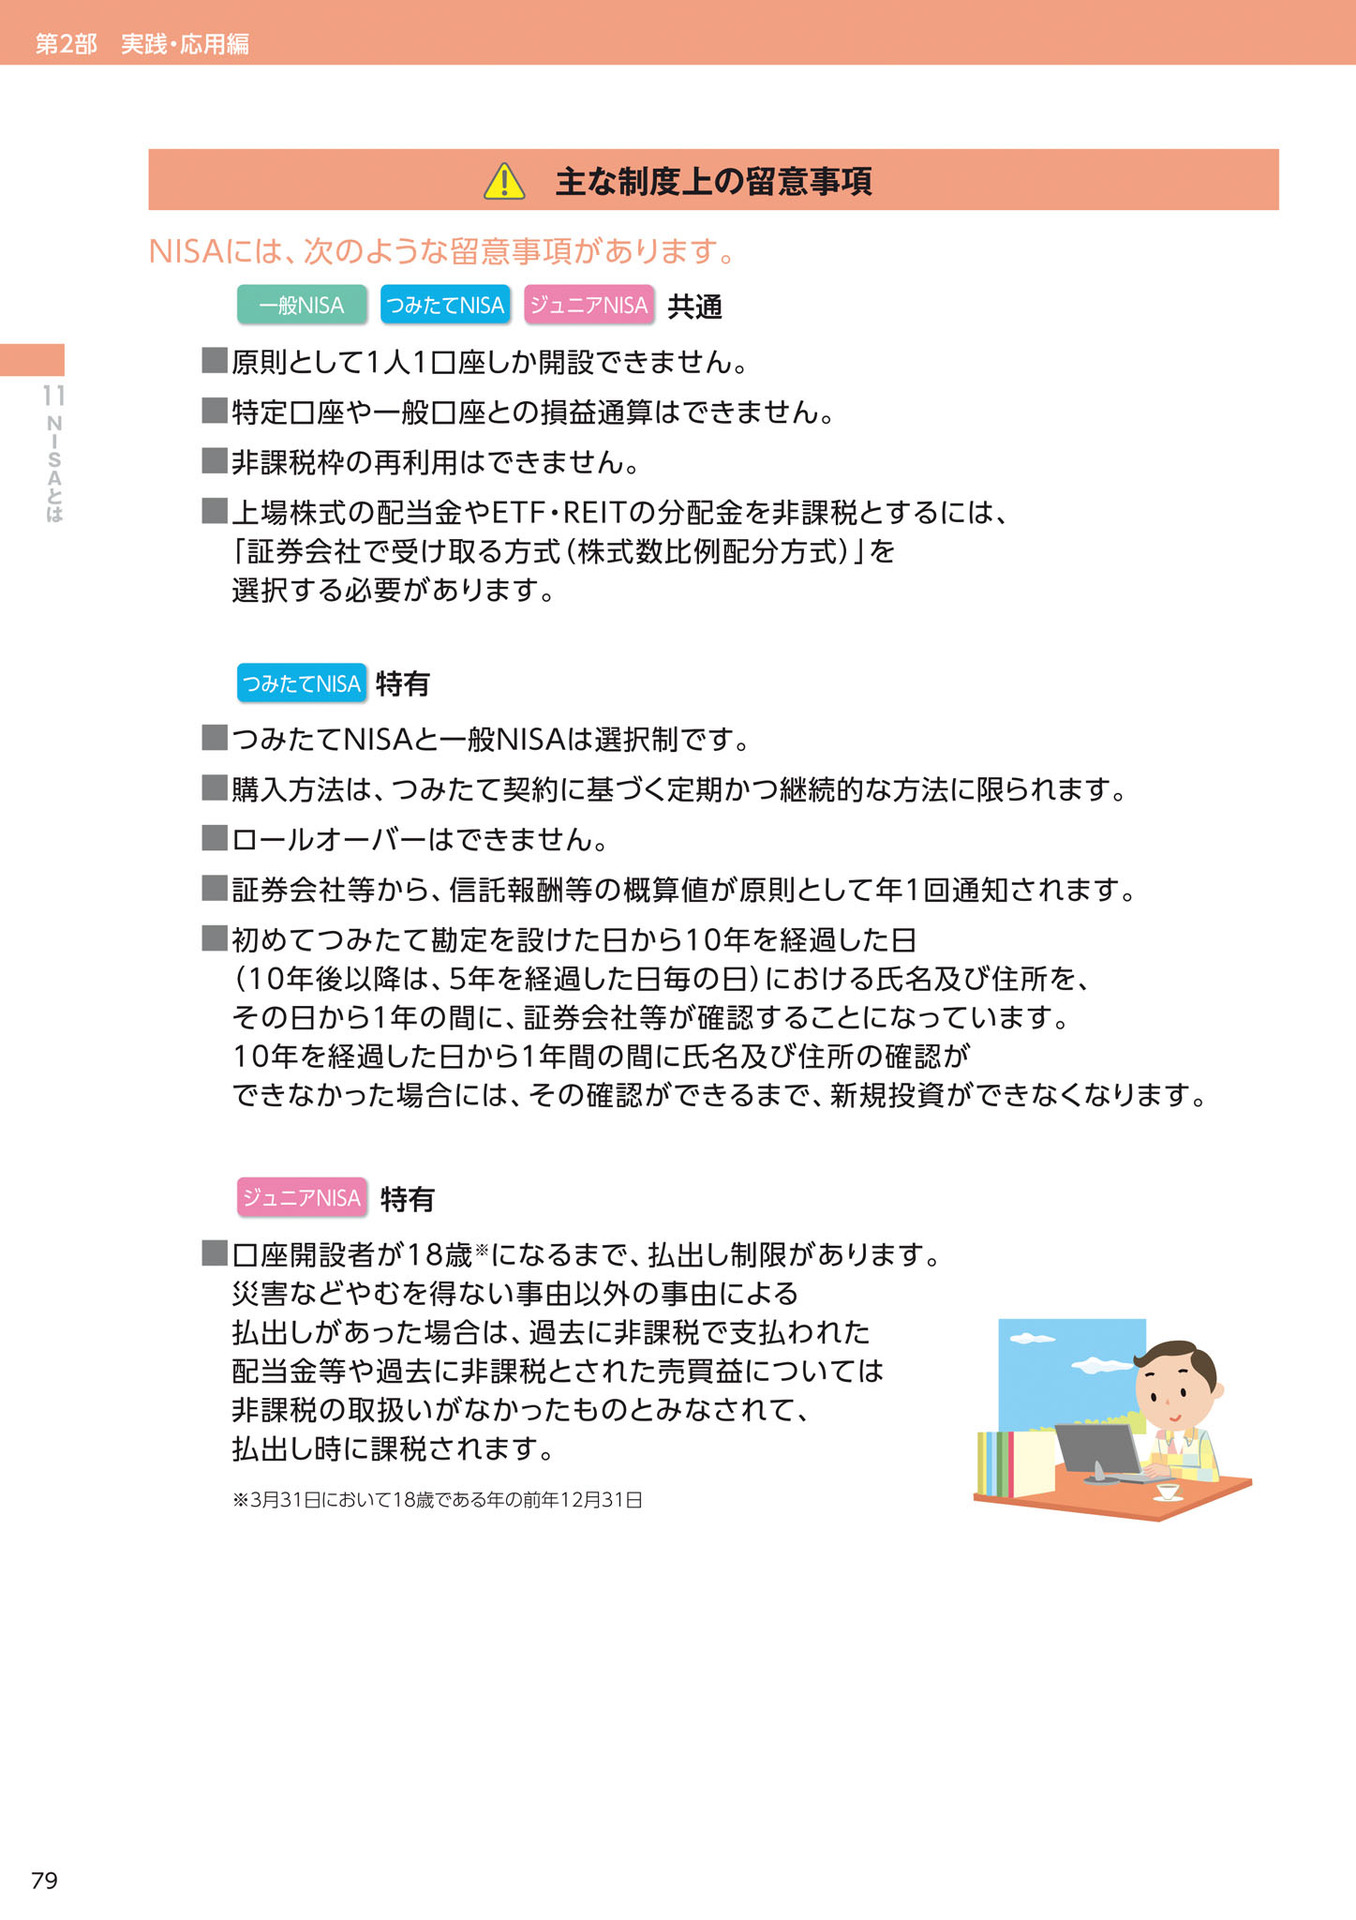 第2部　実践・応用編
主な制度上の留意事項
NISAには、次のような留意事項があります。
一般NISA つみたてNISA ジュニアNISA 共通
■原則として1人1口座しか開設できません。
■特定口座や一般口座との損益通算はできません。
■非課税枠の再利用はできません。
■上場株式の配当金やETF・REITの分配金を非課税とするには、
「証券会社で受け取る方式（株式数比例配分方式）」を
選択する必要があります。
つみたてNISA 特有
■つみたてNISAと一般NISAは選択制です。
■購入方法は、つみたて契約に基づく定期かつ継続的な方法に限られます。
■ロールオーバーはできません。
■証券会社等から、信託報酬等の概算値が原則として年1回通知されます。
■初めてつみたて勘定を設けた日から10年を経過した日
（10年後以降は、5年を経過した日毎の日）における氏名及び住所を、
その日から1年の間に、証券会社等が確認することになっています。
10年を経過した日から1年間の間に氏名及び住所の確認が
できなかった場合には、その確認ができるまで、新規投資ができなくなります。
ジュニアNISA 特有
■口座開設者が18歳※になるまで、払出し制限があります。
災害などやむを得ない事由以外の事由による
払出しがあった場合は、過去に非課税で支払われた
配当金等や過去に非課税とされた売買益については
非課税の取扱いがなかったものとみなされて、
払出し時に課税されます。
※3月31日において18歳である年の前年12月31日
11 NISAとは
79